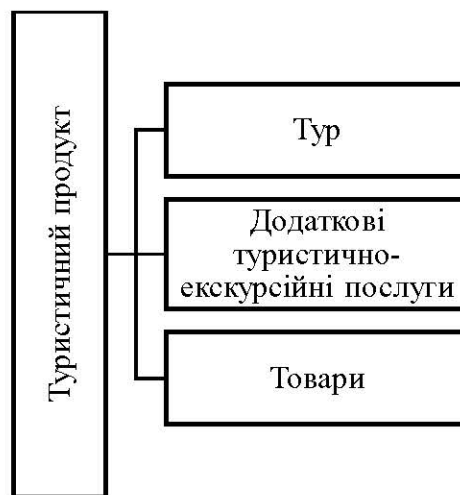 Туристичний продукт
Тур
Додаткові
туристично-
екскурсійні послуги
Товари